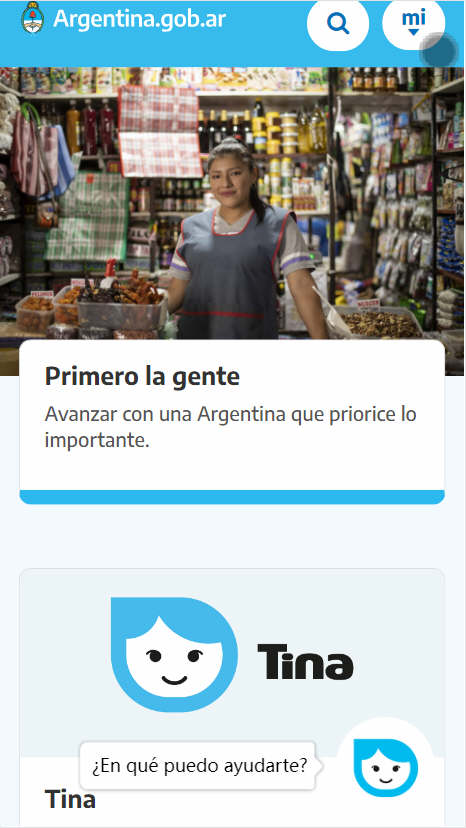 Argentina.gob.ar
mi
Primero la gente
Avanzar con una Argentina que priorice lo
importante.
Tina
¿En qué puedo ayudarte?
Tina